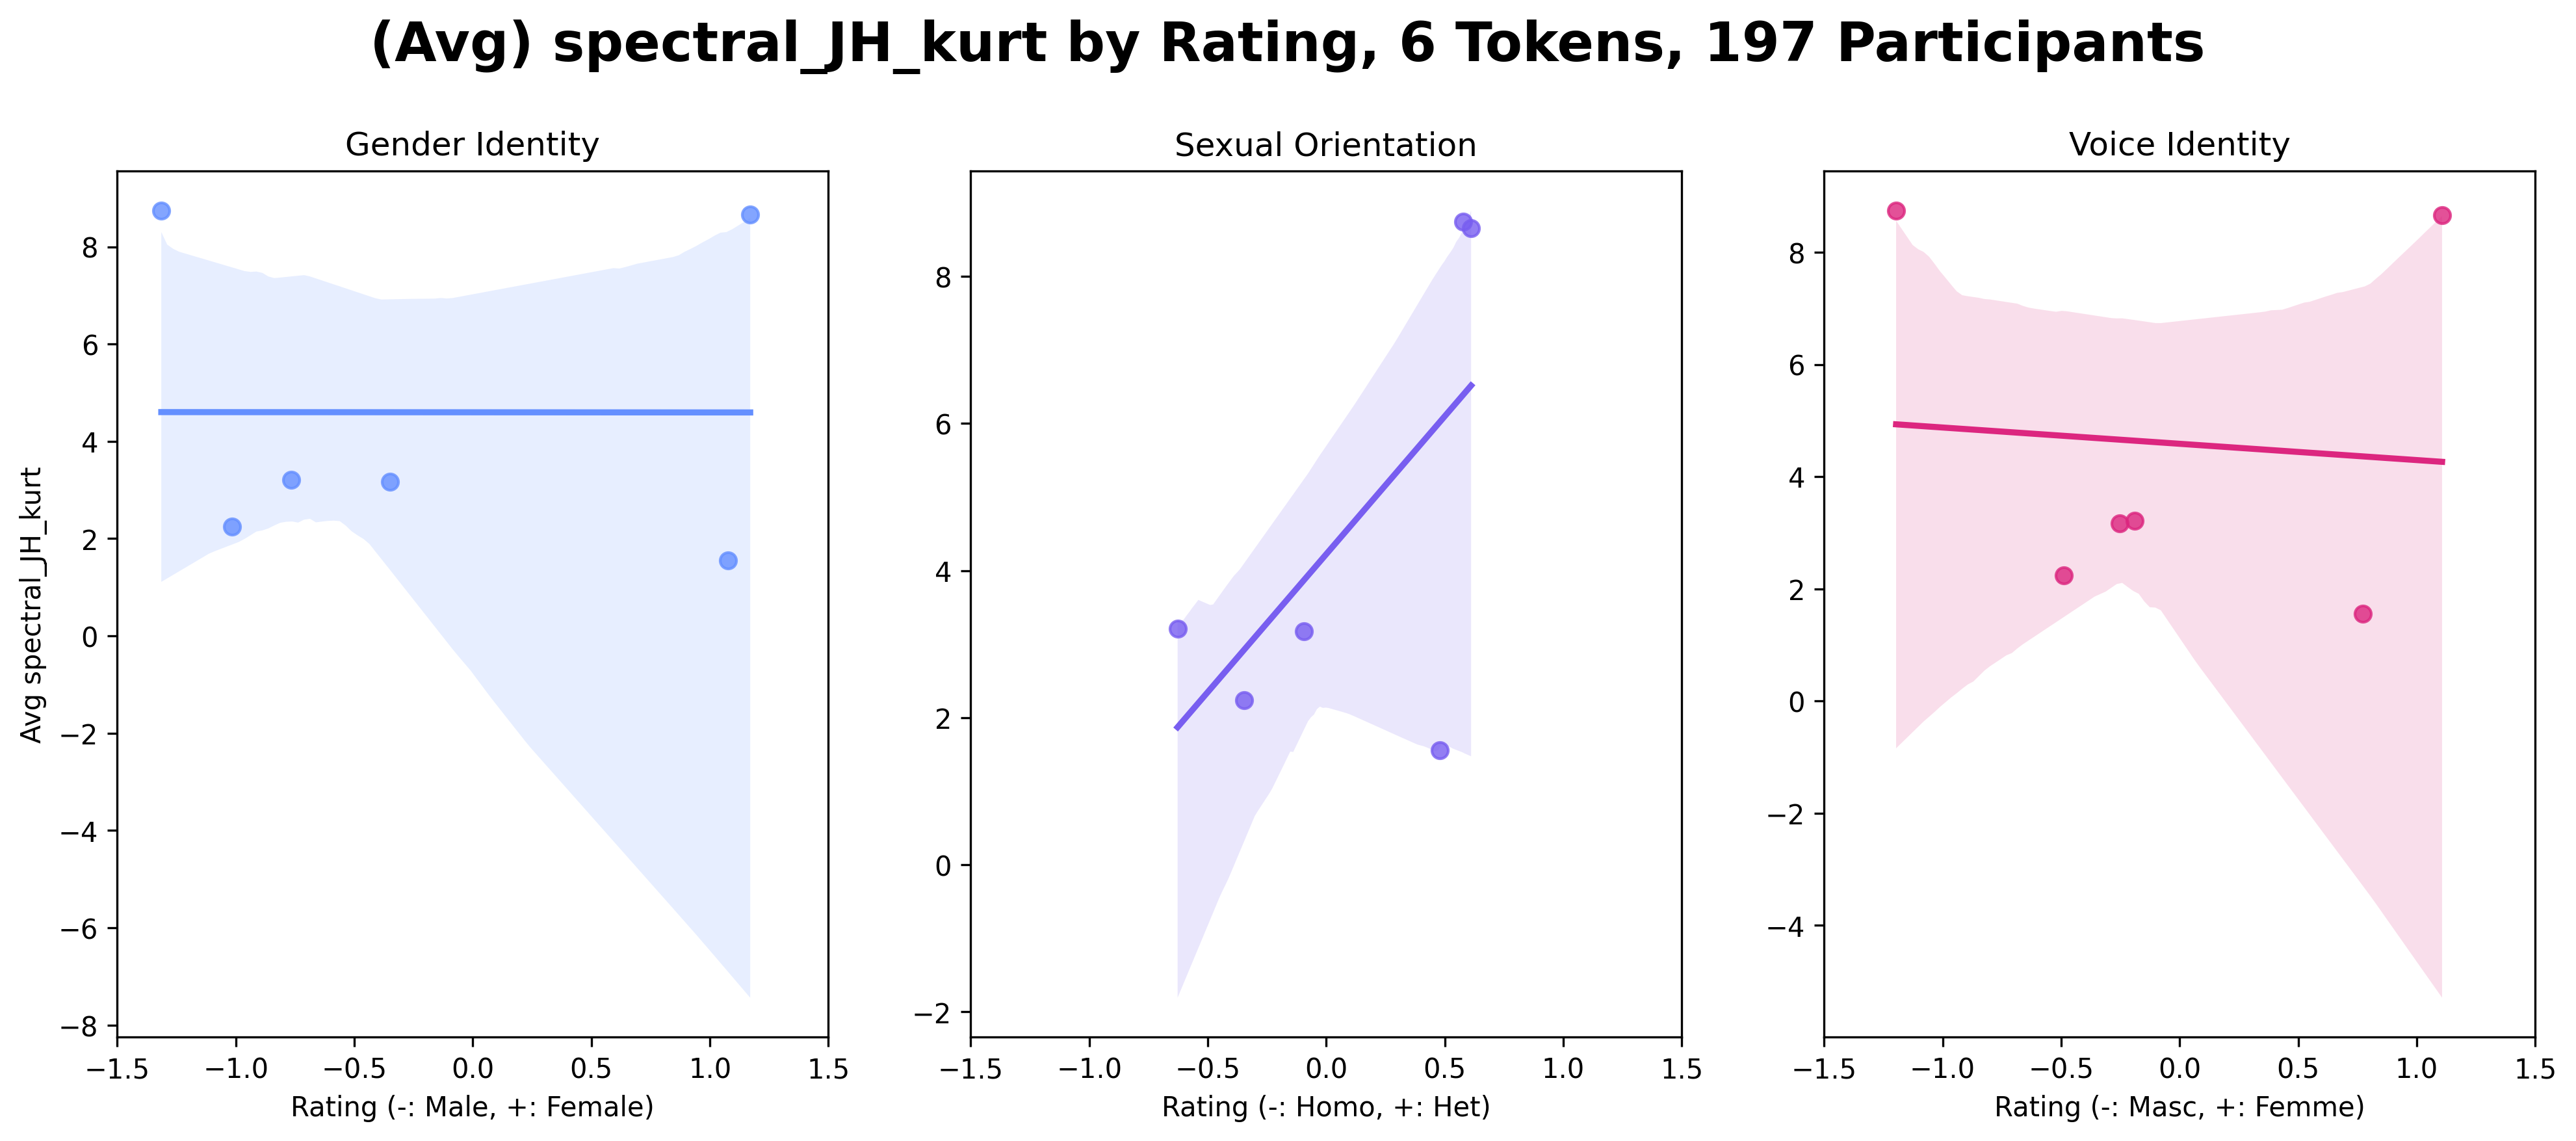 (Avg) spectral_JH_kurt by Rating, 6 Tokens, 197 Participants
Gender Identity
Avg spectral_JH_kurt
8
6
4
2
0
−2
−4
−6
−8
−1.5 −1.0 −0.5 0.0 0.5 1.0 1.5
Rating (-: Male, +: Female)
Sexual Orientation
8
6
4
2
0
−2
−1.5 −1.0 −0.5 0.0 0.5 1.0 1.5
Rating (-: Homo, +: Het)
Voice Identity
8
6
4
2
0
−2
−4
−1.5 −1.0 −0.5 0.0 0.5 1.0 1.5
Rating (-: Masc, +: Femme)